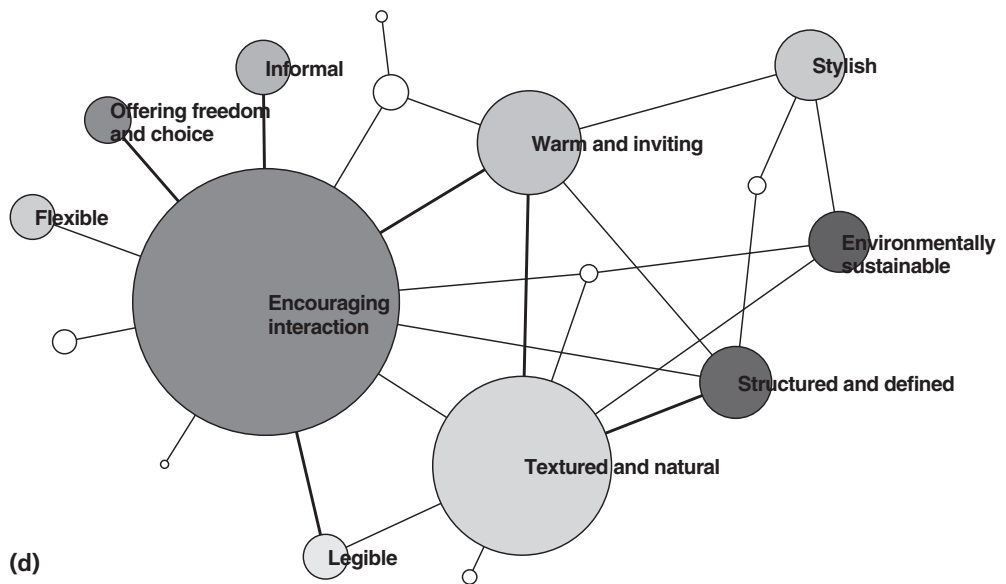 Informal
Stylish
Offering freedom
and choice
Warm and inviting
Flexible
Environmentally
sustainable
Encouraging
interaction
Structured and defined
Textured and natural
Legible
(d)